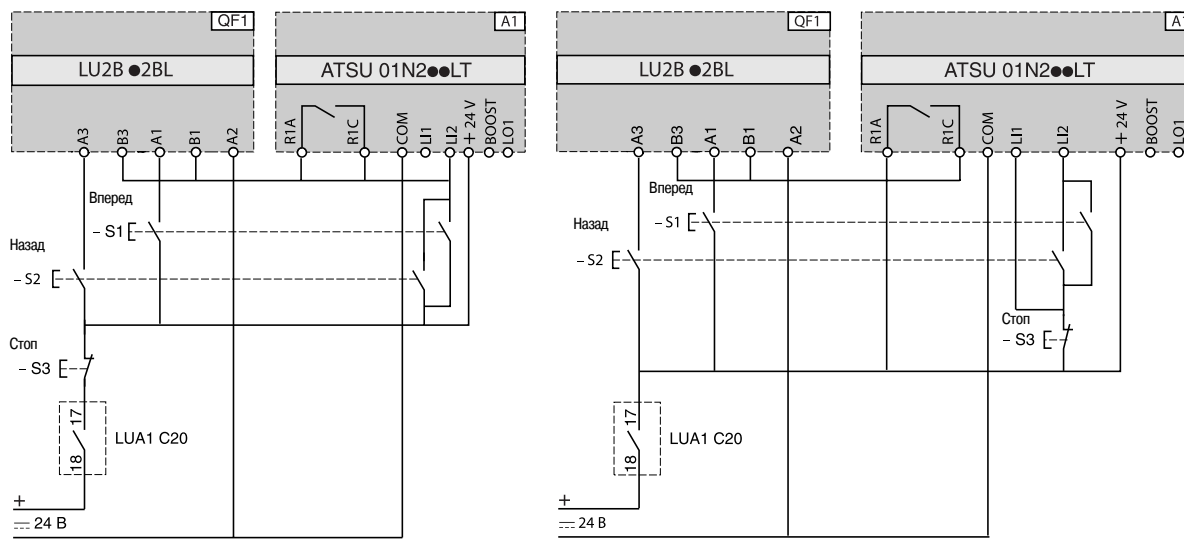 QF1
A1
LU2B ●2BL
ATSU 01N2●●LT
A3
B3
A1
B1
A2
R1A
R1C
COM
LI1
LI2
+ 24 V
BOOST
LO1
Вперед
– S1
Назад
– S2
Стоп
– S3
17
18
LUA1 C20
+
24 В
QF1
A1
LU2B ●2BL
ATSU 01N2●●LT
A3
B3
A1
B1
A2
R1A
R1C
COM
LI1
LI2
+ 24 V
BOOST
LO1
Вперед
– S1
Назад
– S2
Стоп
– S3
17
18
LUA1 C20
+
24 В